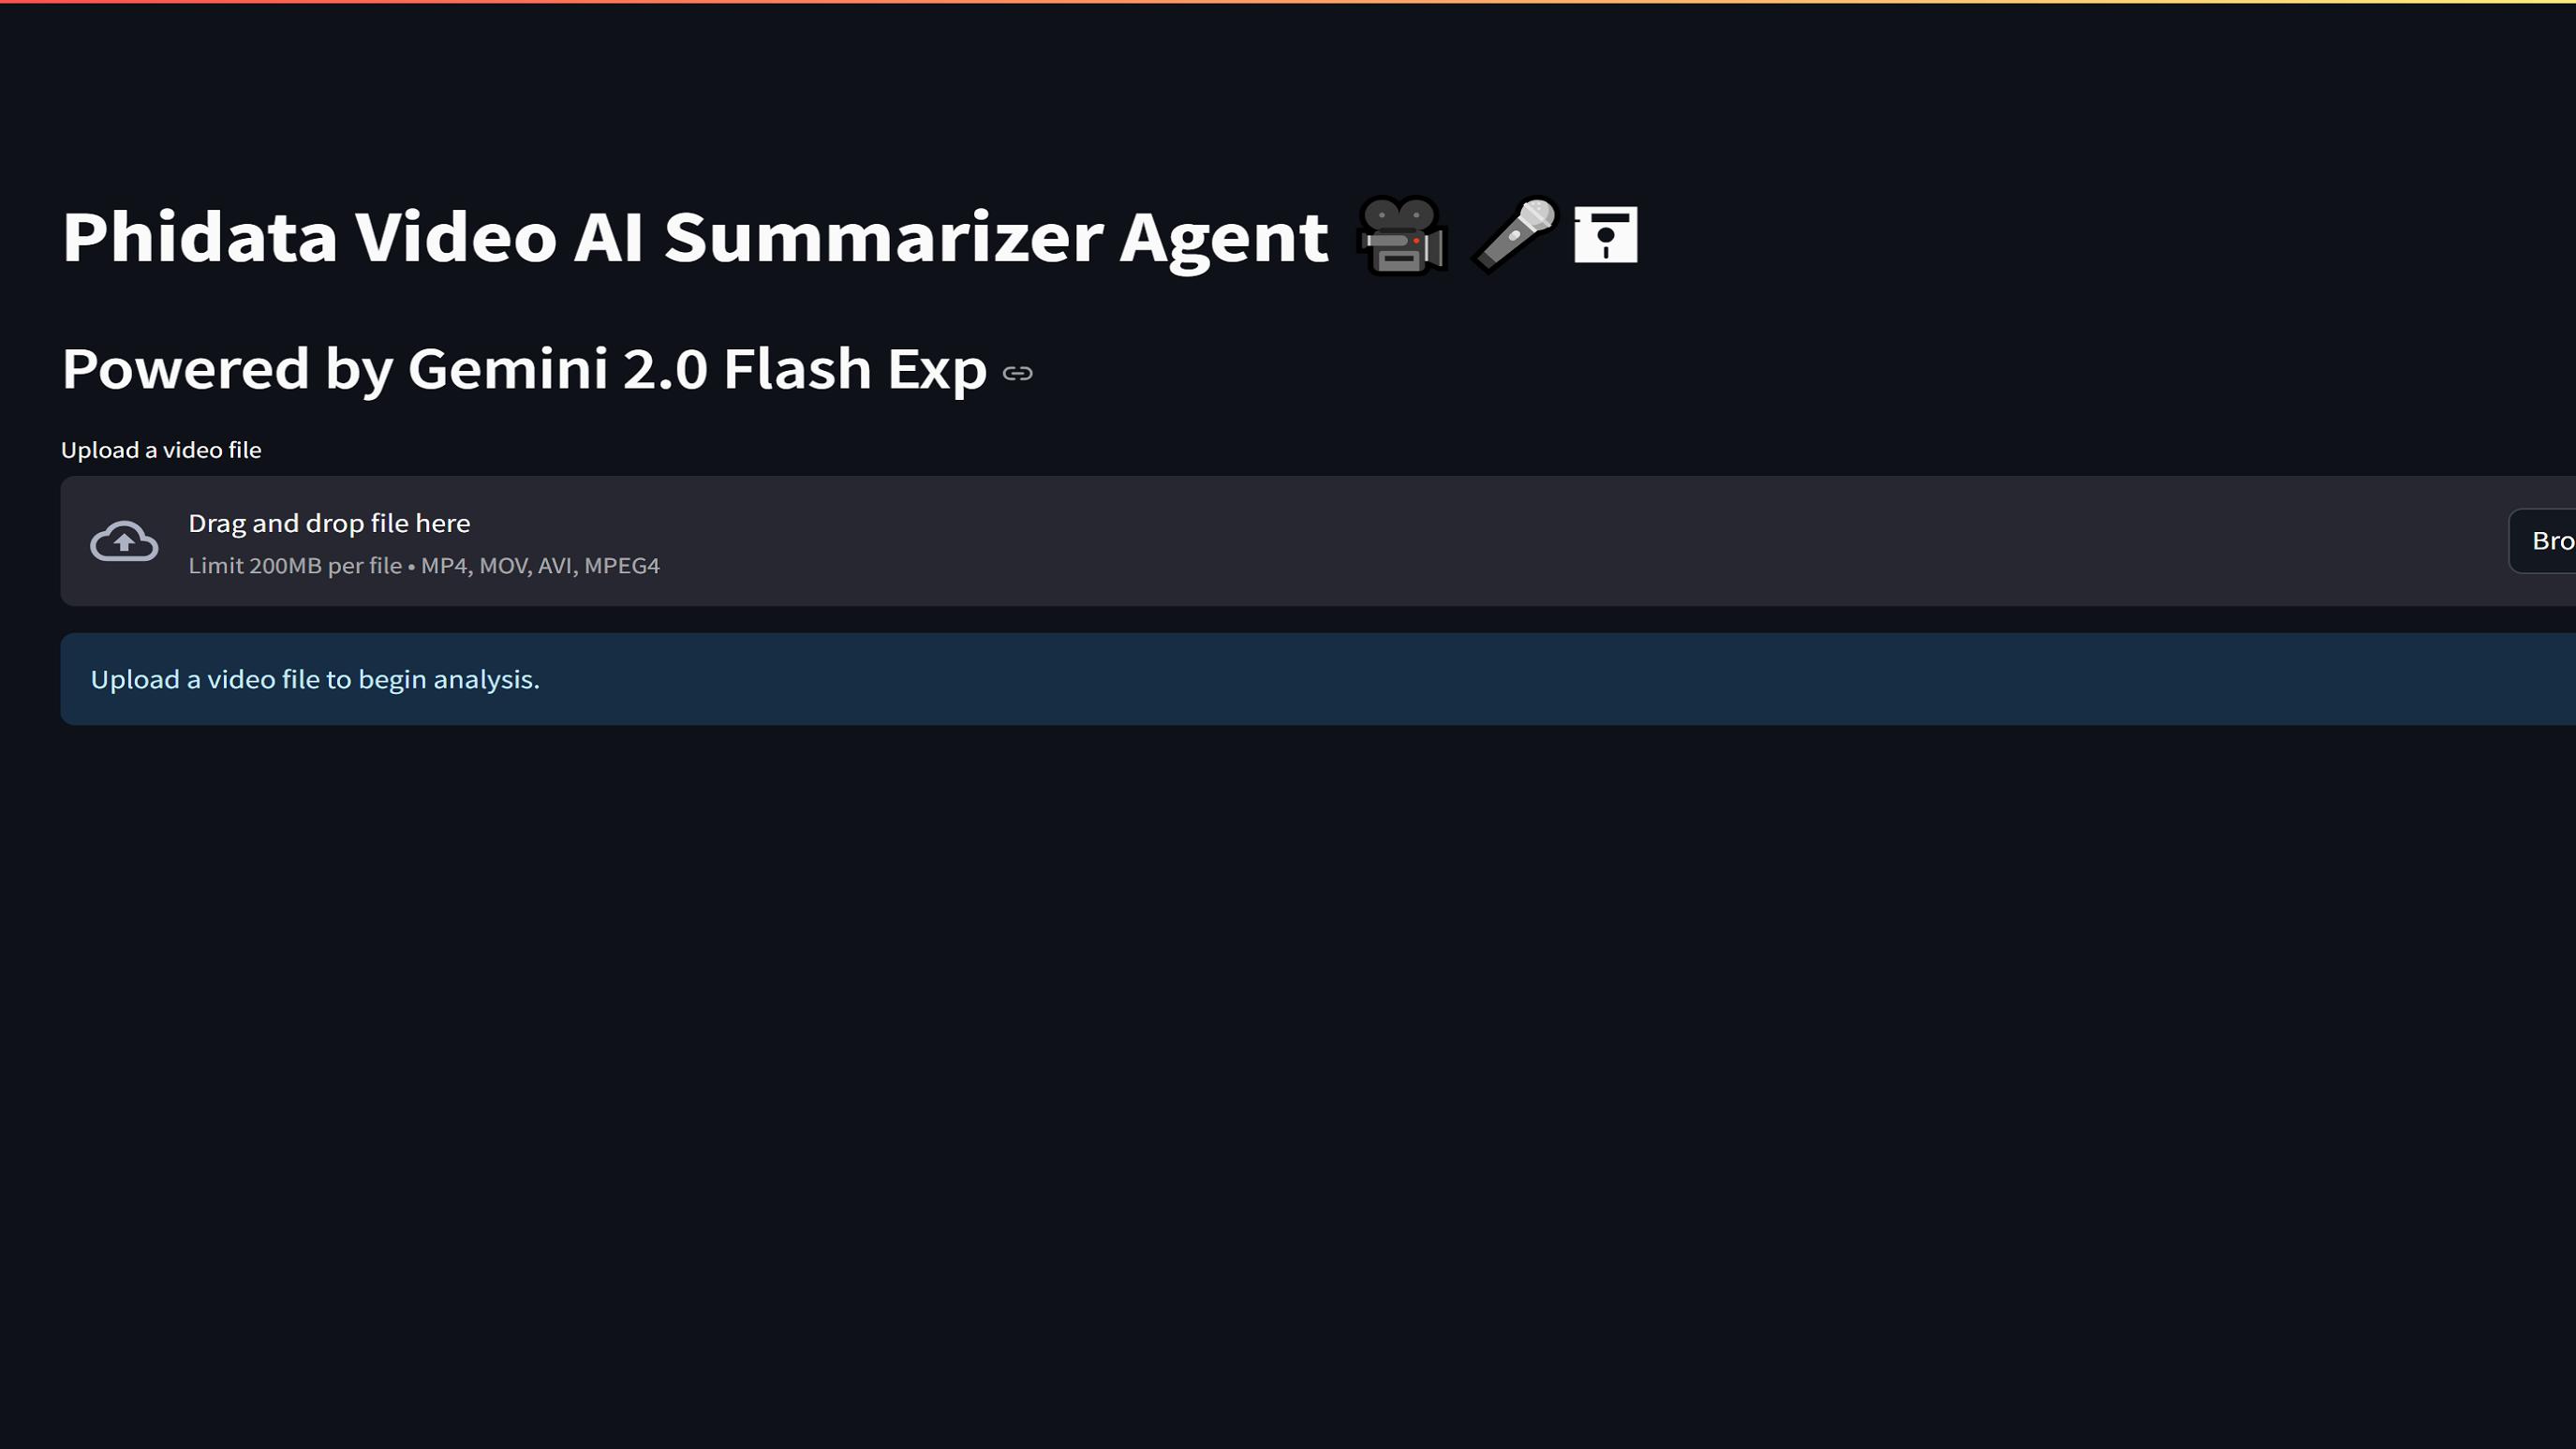 Phidata Video AI Summarizer Agent 🎥🎤🖬
Powered by Gemini 2.0 Flash Exp
Upload a video file
Drag and drop file here
Limit 200MB per file • MP4, MOV, AVI, MPEG4
Bro
Upload a video file to begin analysis.